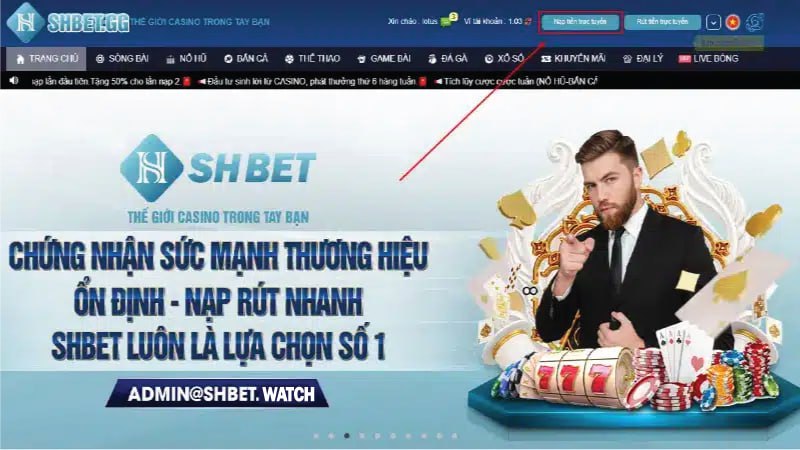 SHBET.GG
THẾ GIỚI CASINO TRONG TAY BẠN
Xin chào : lotus 2 Ví tài khoản : 1.03
Nạp tiền trực tuyến
Rút tiền trực tuyến
TRANG CHỦ SÒNG BÀI NỔ HŨ BẮN CÁ THỂ THAO GAME BÀI ĐÁ GÀ XỔ SỐ KHUYẾN MÃI ĐẠI LÝ LIVE BÓNG
nạp lần đầu tiên.Tặng 50% cho lần nạp 2. Đầu tư sinh lời từ CASINO, phát thưởng thứ 6 hàng tuần. Tích lũy cược cược tuần (NỔ HŨ-BẮN CÁ
SHBET
THẾ GIỚI CASINO TRONG TAY BẠN
CHỨNG NHẬN SỨC MẠNH THƯƠNG HIỆU
ỔN ĐỊNH - NẠP RÚT NHANH
SHBET LUÔN LÀ LỰA CHỌN SỐ 1
777
ADMIN@SHBET. WATCH